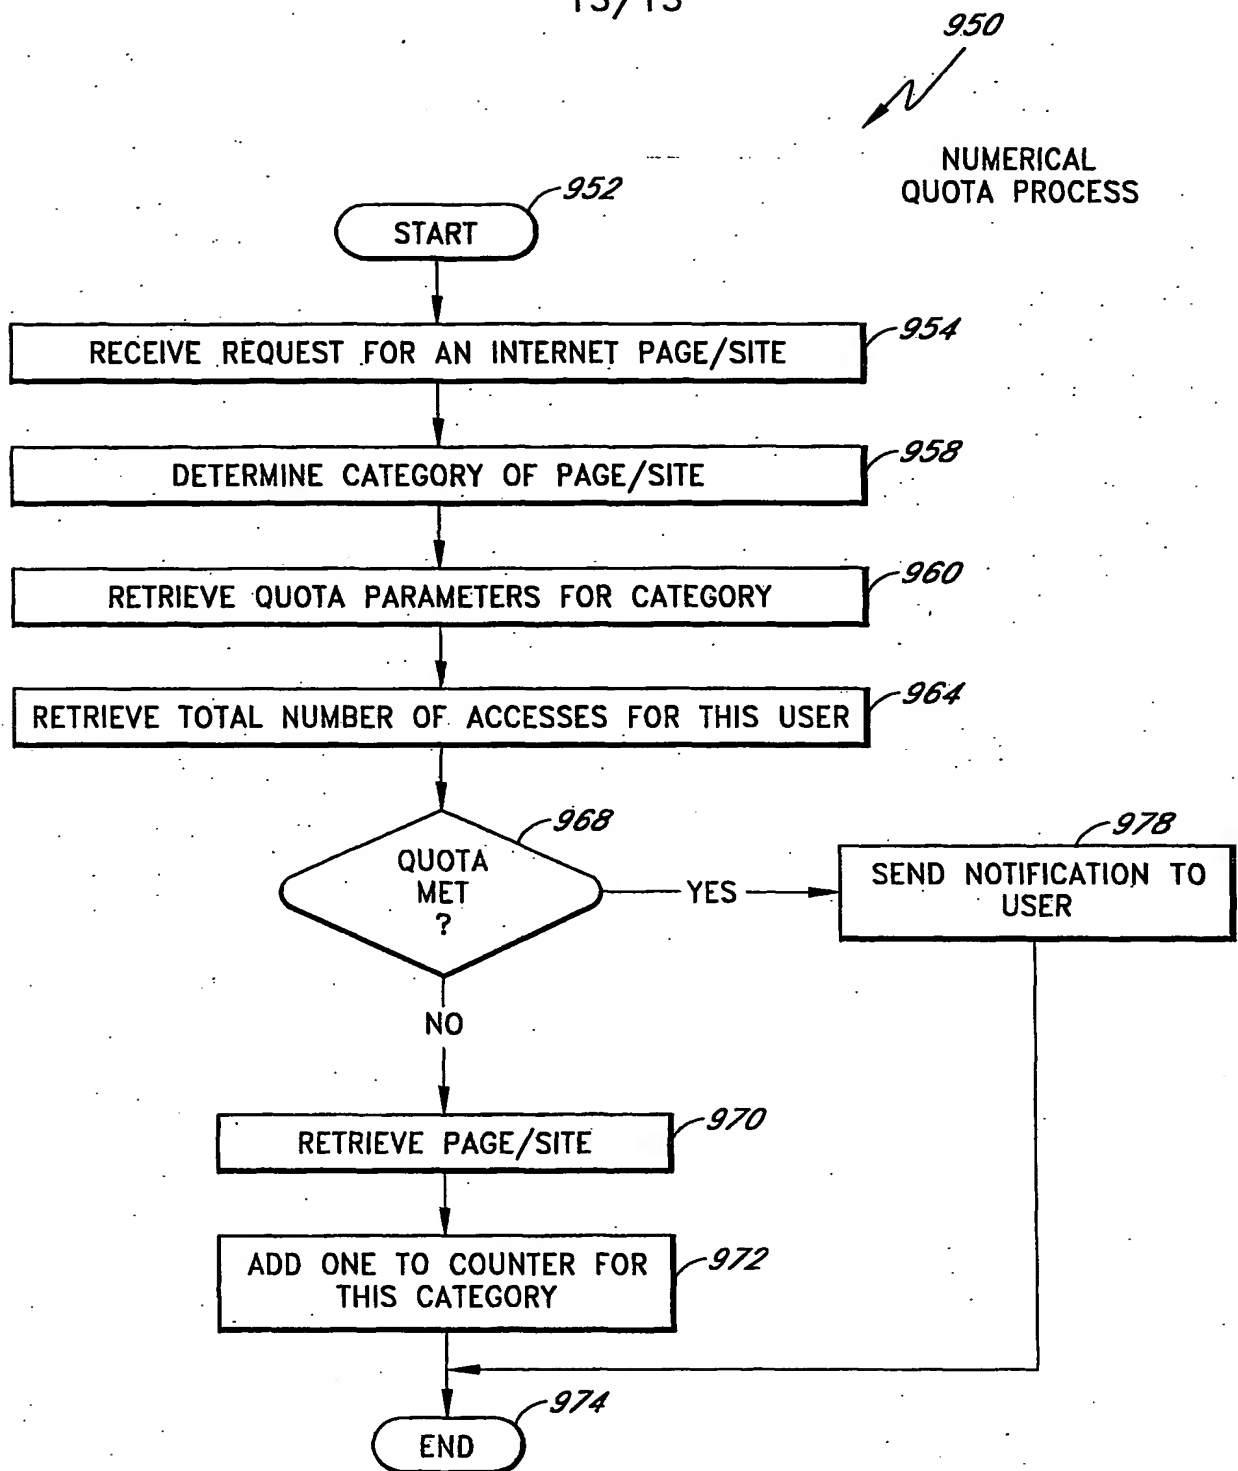 950
NUMERICAL
QUOTA PROCESS
952
START
954
RECEIVE REQUEST FOR AN INTERNET PAGE/SITE
958
DETERMINE CATEGORY OF PAGE/SITE
960
RETRIEVE QUOTA PARAMETERS FOR CATEGORY
964
RETRIEVE TOTAL NUMBER OF ACCESSES FOR THIS USER
968
QUOTA
MET
?
YES
978
SEND NOTIFICATION TO
USER
NO
970
RETRIEVE PAGE/SITE
972
ADD ONE TO COUNTER FOR
THIS CATEGORY
974
END